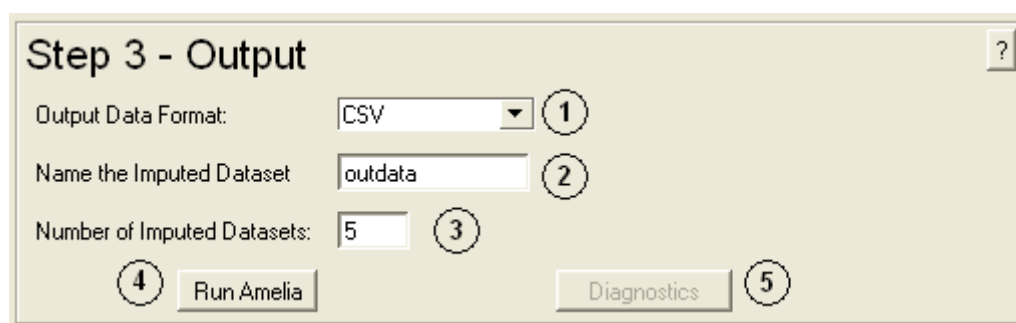 Step 3 - Output ?
Output Data Format: CSV 1
Name the Imputed Dataset outdata 2
Number of Imputed Datasets: 5 3
4 Run Amelia Diagnostics 5